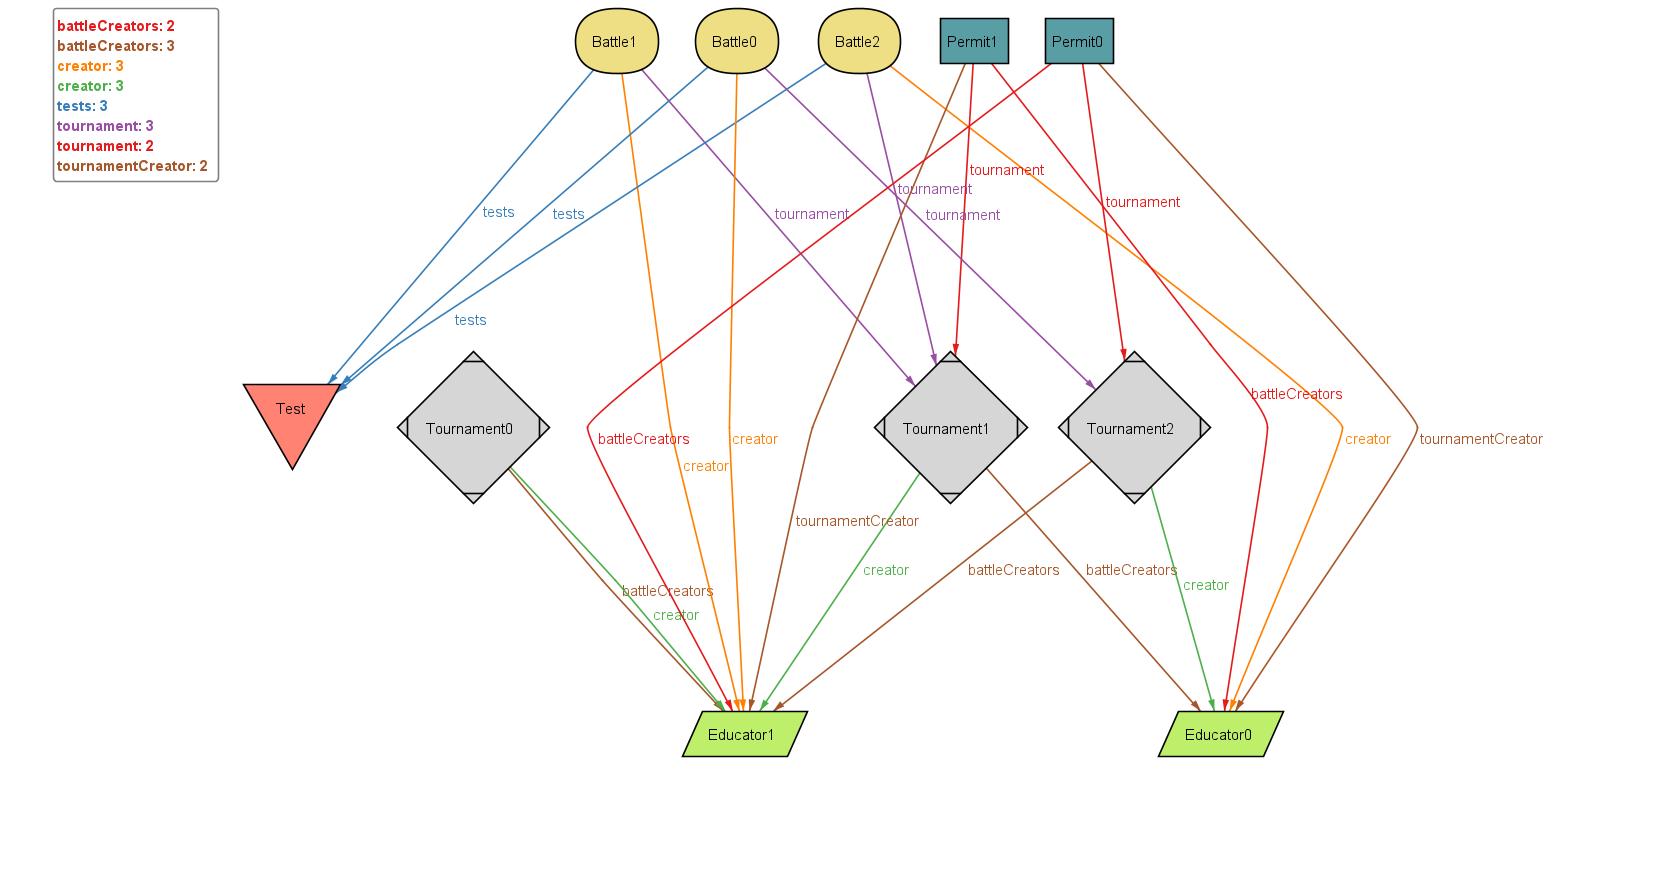 battleCreators: 2
battleCreators: 3
creator: 3
creator: 3
tests: 3
tournament: 3
tournament: 2
tournamentCreator: 2
Battle1
Battle0
Battle2
Permit1
Permit0
tournament
tournament
tournament
tests
tests
tournament
tournament
tests
battleCreators
Test
Tournament0
Tournament1
Tournament2
battleCreators
creator
creator
tournamentCreator
creator
tournamentCreator
creator
battleCreators
battleCreators
creator
battleCreators
creator
Educator1
Educator0